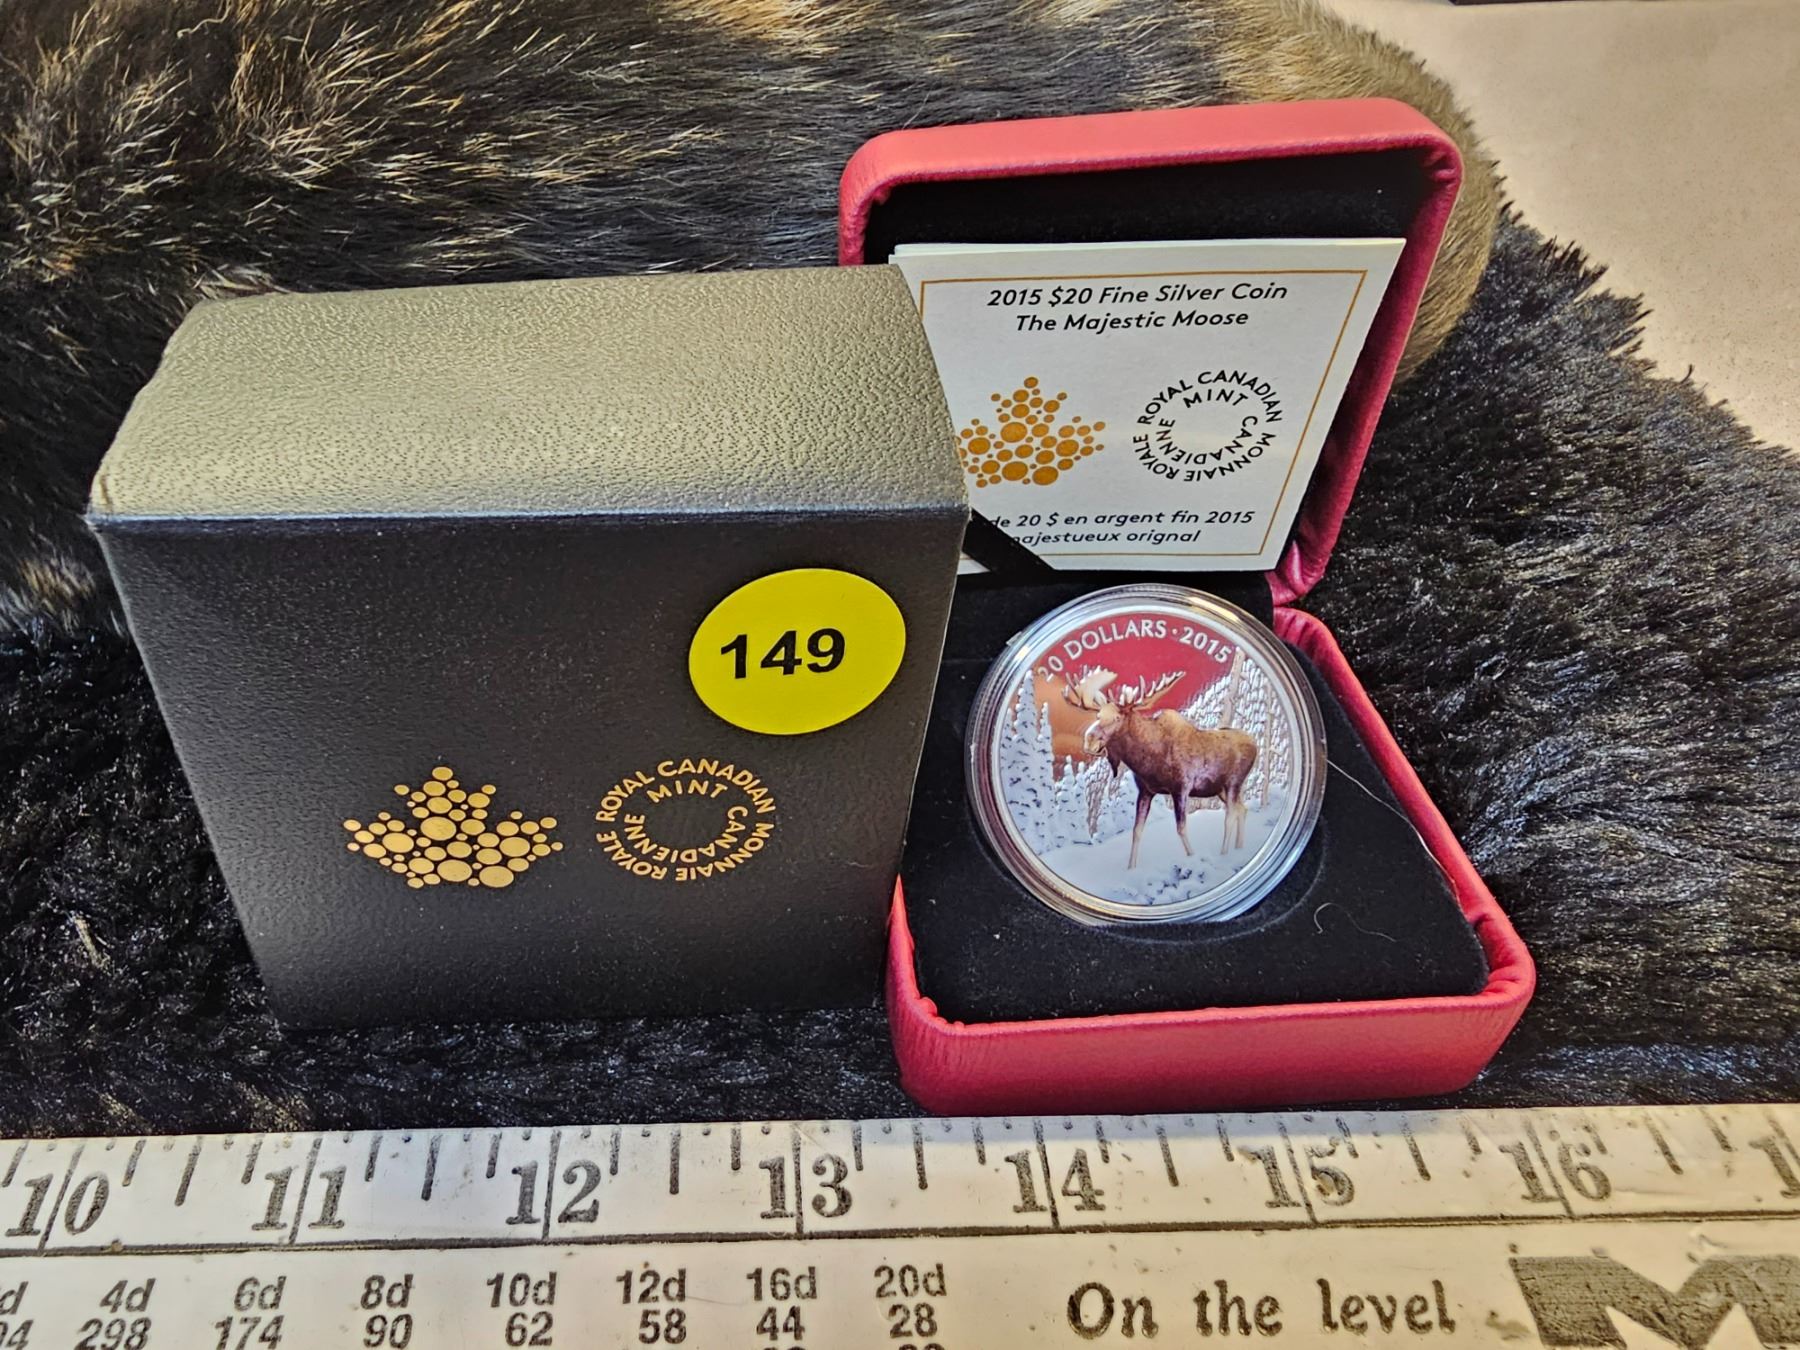 2015 $20 Fine Silver Coin
The Majestic Moose
ROYAL CANADIAN MINT
MONNAIE ROYALE CANADIENNE
de 20 $ en argent fin 2015
majestueux orignal
149
ROYAL CANADIAN MINT
MONNAIE ROYALE CANADIENNE
20 DOLLARS · 2015
10 11 12 13 14 15 16
4d 6d 8d 10d 12d 16d 20d
298 174 90 62 58 44 28
On the level